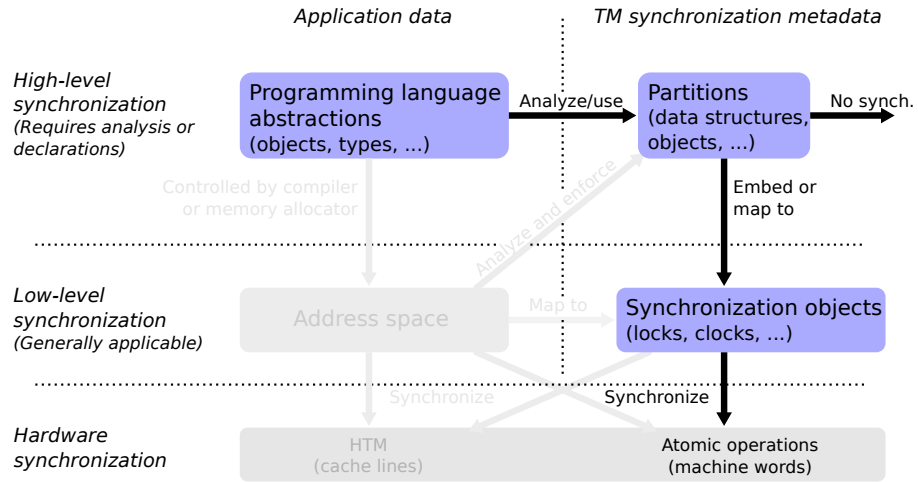 Application data
TM synchronization metadata
High-level
synchronization
(Requires analysis or
declarations)
Programming language
abstractions
(objects, types, ...)
Analyze/use
Partitions
(data structures,
objects, ...)
No synch.
Controlled by compiler
or memory allocator
Analyze and enforce
Embed or
map to
Low-level
synchronization
(Generally applicable)
Address space
Map to
Synchronization objects
(locks, clocks, ...)
Synchronize
Synchronize
Hardware
synchronization
HTM
(cache lines)
Atomic operations
(machine words)